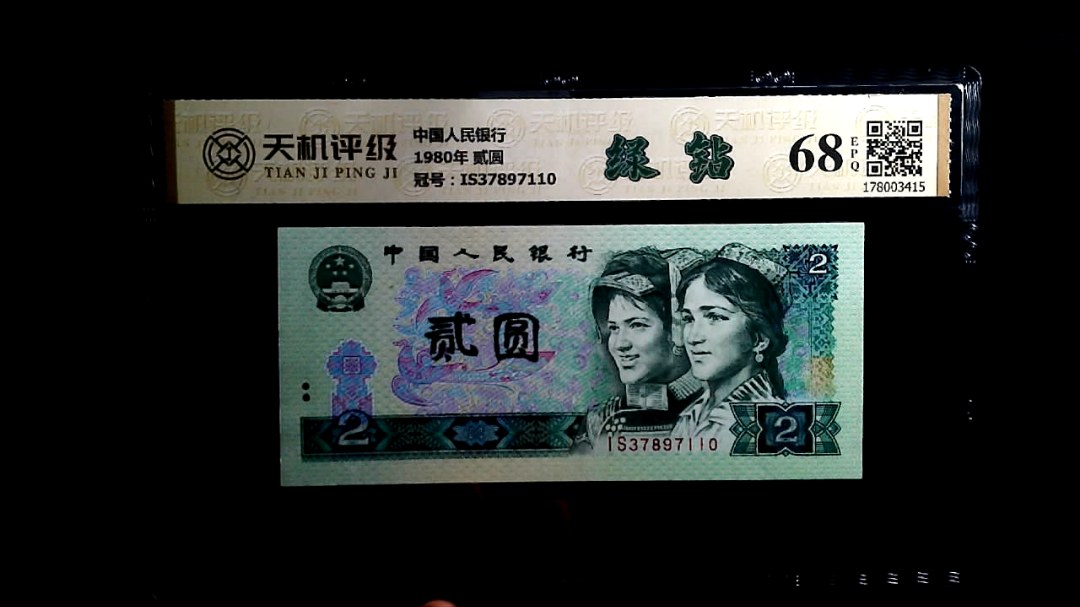 天机评级
TIAN JI PING JI
中国人民银行
1980年 贰圆
冠号：IS37897110
绿 钻
68
EPQ
178003415
中国人民银行
2
贰圆
2
IS37897110
2